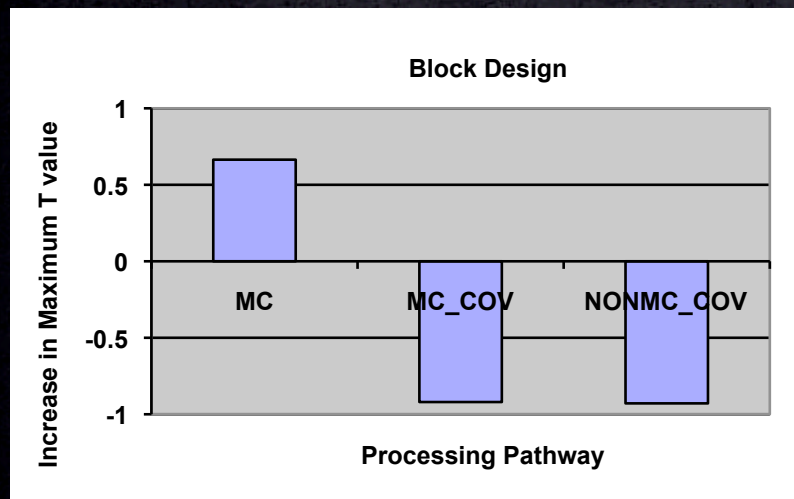 Block Design
Increase in Maximum T value
1
0.5
0
-0.5
-1
MC
MC_COV
NONMC_COV
Processing Pathway